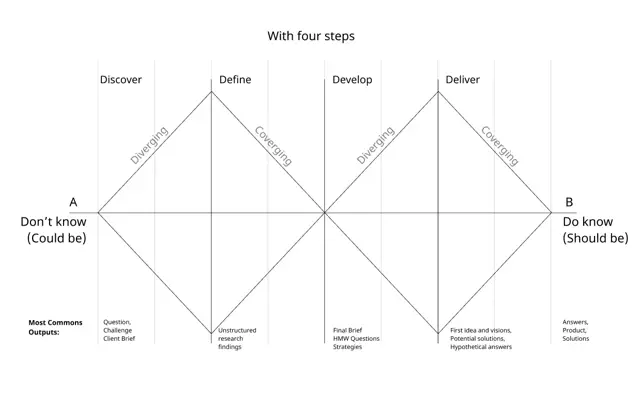 With four steps
Discover
Define
Develop
Deliver
Diverging
Coverging
Diverging
Coverging
A
B
Don't know
(Could be)
Do know
(Should be)
Most Commons
Outputs:
Question,
Challenge
Client Brief
Unstructured
research
findings
Final Brief
HMW Questions
Strategies
First idea and visions,
Potential solutions,
Hypothetical answers
Answers,
Product,
Solutions